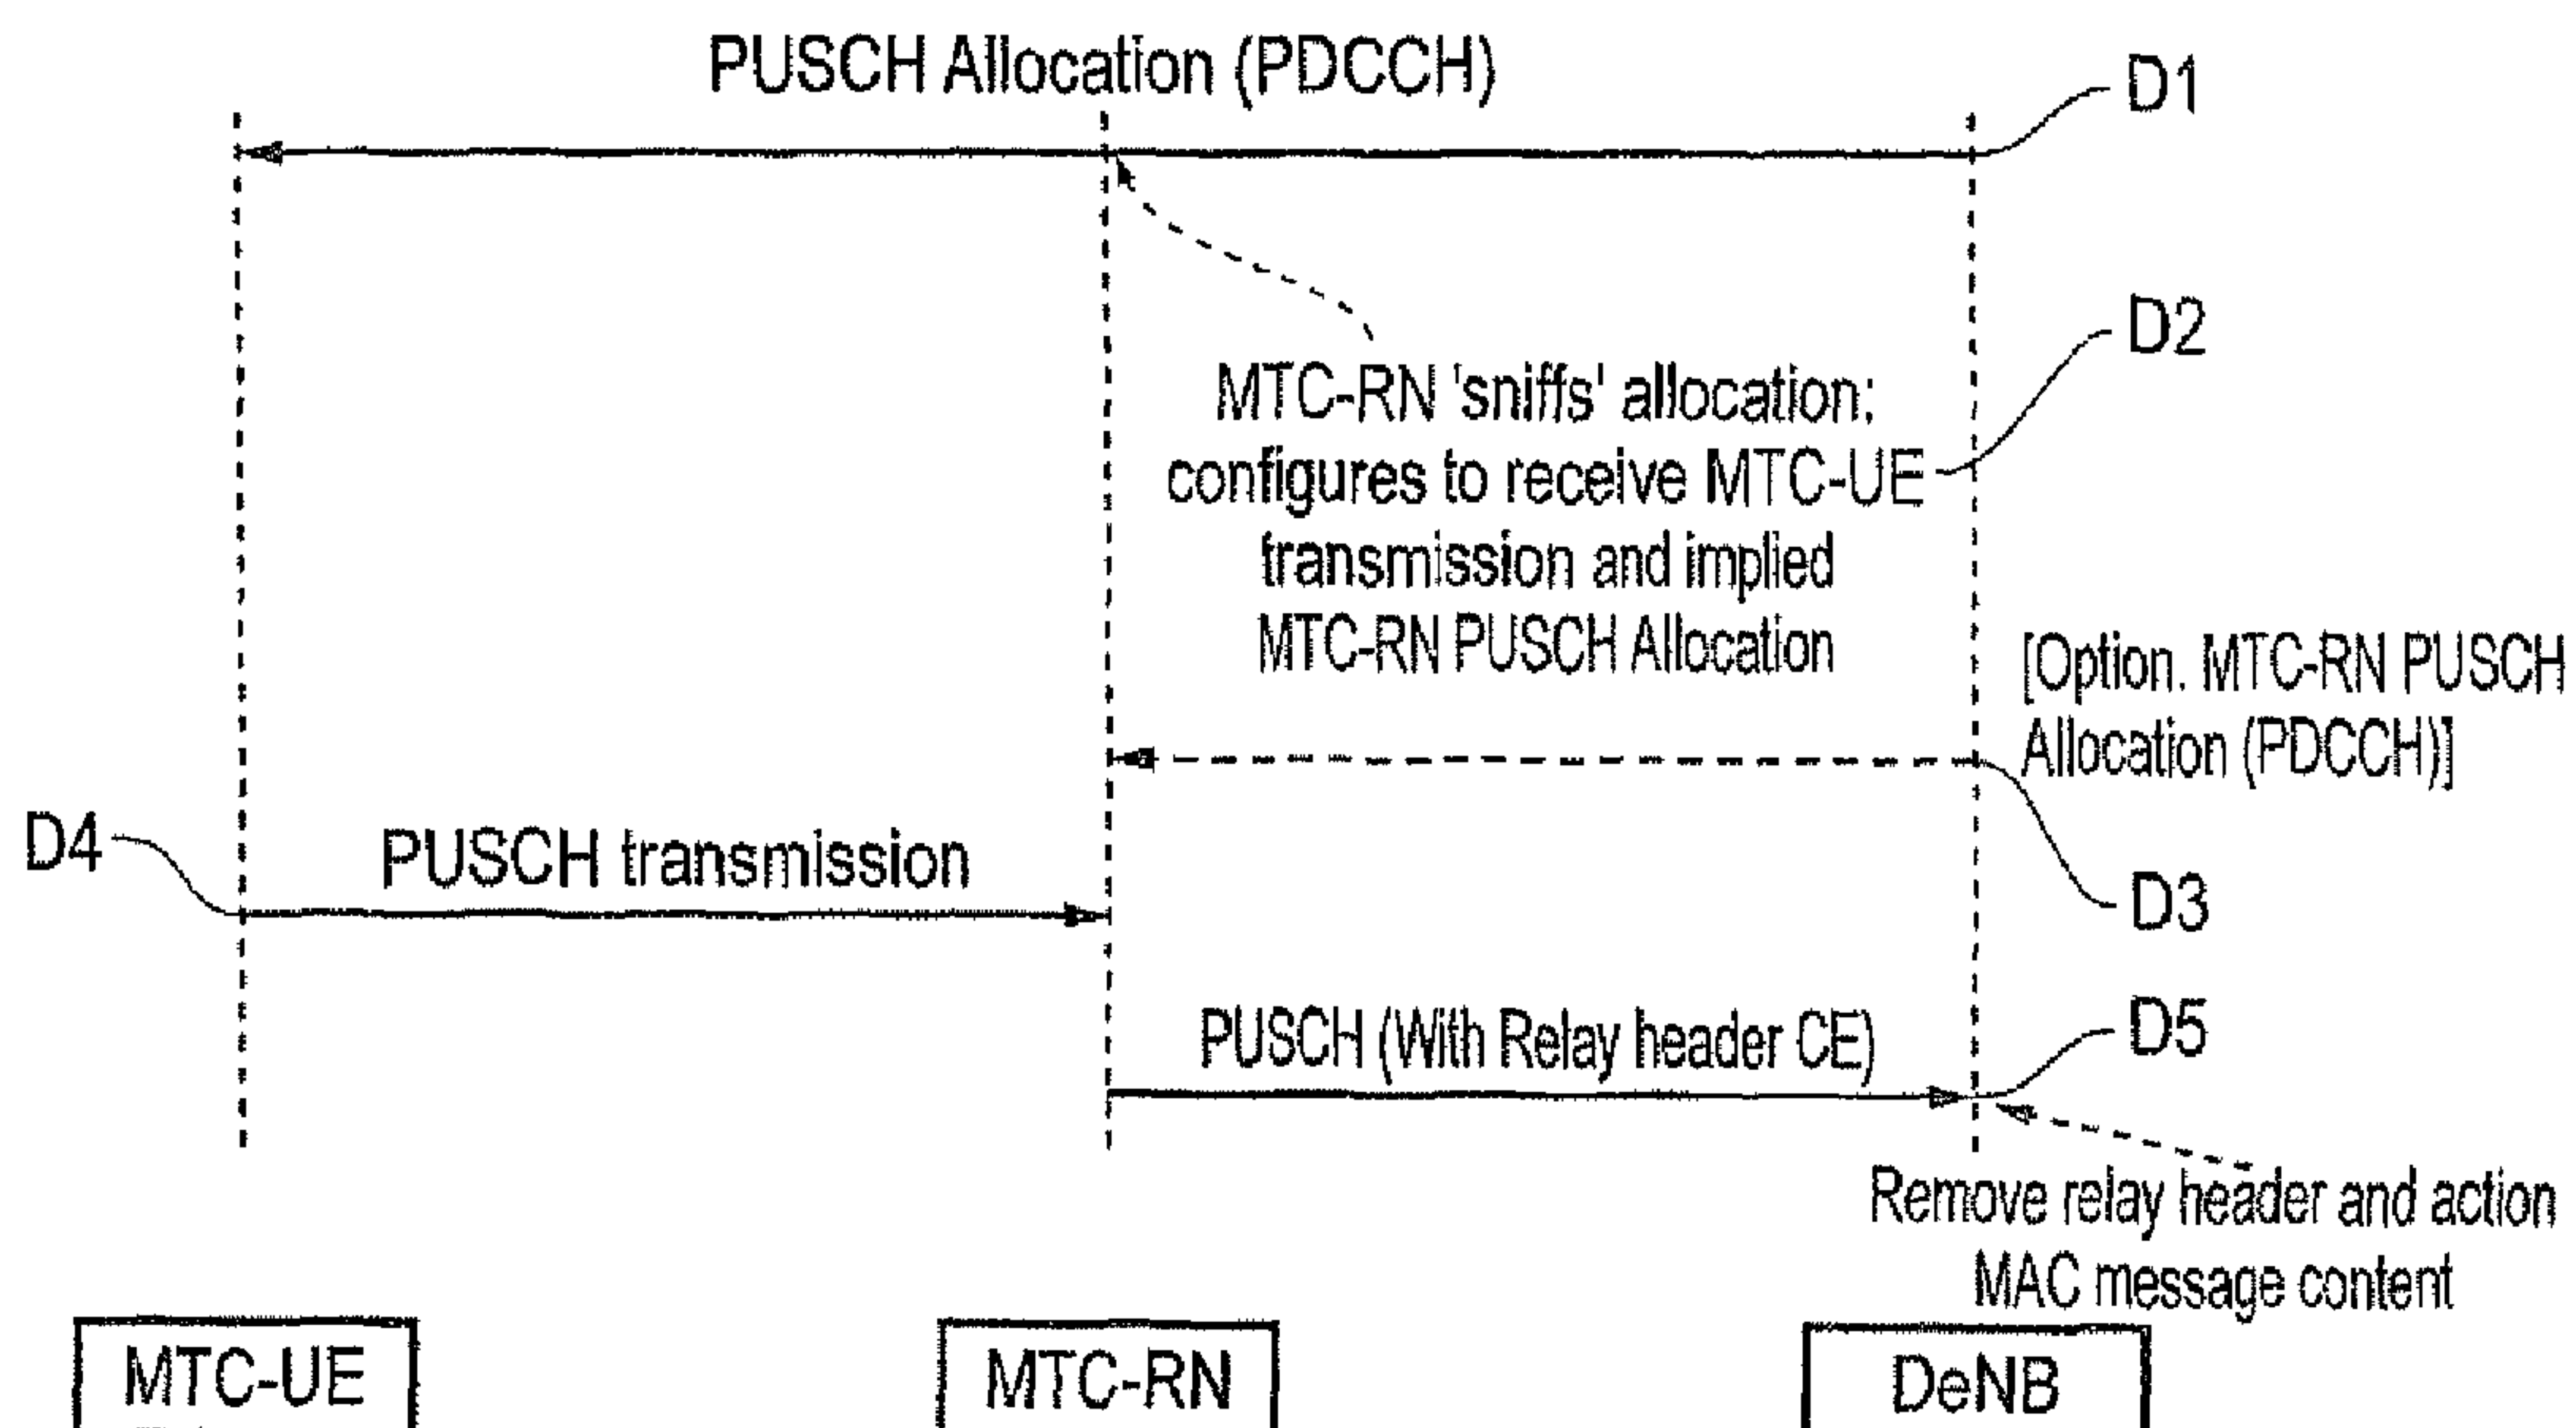 PUSCH Allocation (PDCCH)
D1
D2
MTC-RN 'sniffs' allocation:
configures to receive MTC-UE
transmission and implied
MTC-RN PUSCH Allocation
[Option. MTC-RN PUSCH
Allocation (PDCCH)]
D4
PUSCH transmission
D3
PUSCH (With Relay header CE)
D5
Remove relay header and action
MAC message content
MTC-UE
MTC-RN
DeNB